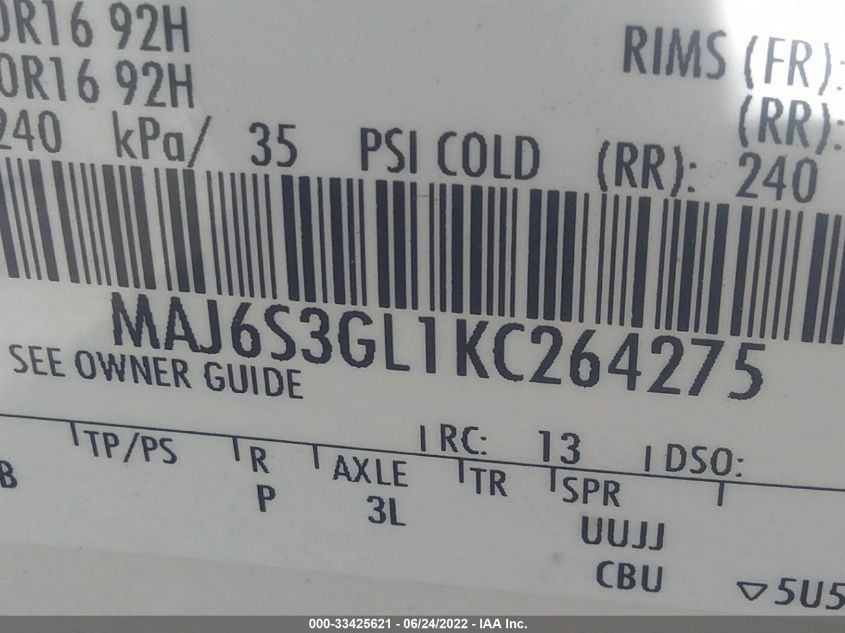 0R16 92H
RIMS (FR):
0R16 92H
(RR):
240 kPa/ 35 PSI COLD (RR): 240
MAJ6S3GL1KC264275
SEE OWNER GUIDE
RC: 13 DSO:
TP/PS R AXLE TR SPR
B P 3L UUJJ
CBU ▽5U5
000-33425621 / 06/24/2022 - IAA Inc.